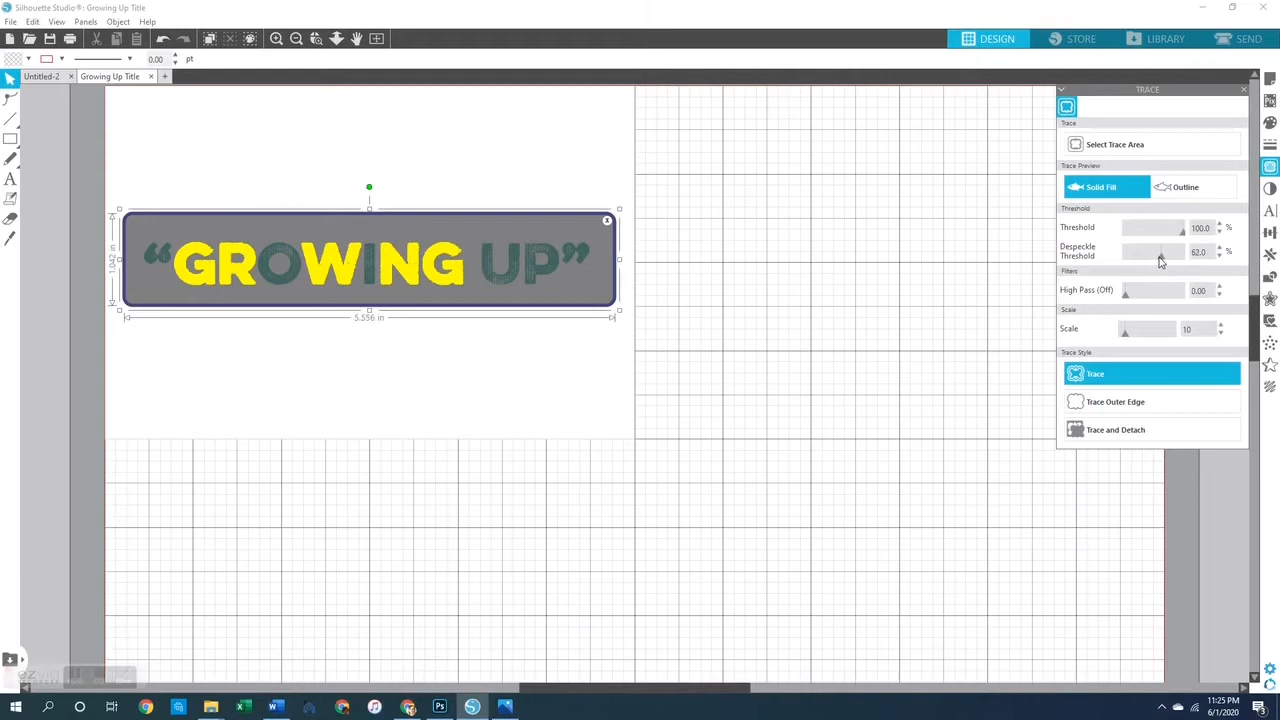 Silhouette Studio®: Growing Up Title
File Edit View Panels Object Help
DESIGN STORE LIBRARY SEND
0.00 pt
Untitled-2 Growing Up Title
TRACE
Trace
Select Trace Area
Trace Preview
Solid Fill Outline
Threshold
Threshold 100.0 %
Despeckle Threshold 62.0 %
Filters
High Pass (Off) 0.00
Scale
Scale 10
Trace Style
Trace
Trace Outer Edge
Trace and Detach
“GROWING UP”
1.042 in
5.556 in
11:25 PM
6/1/2020